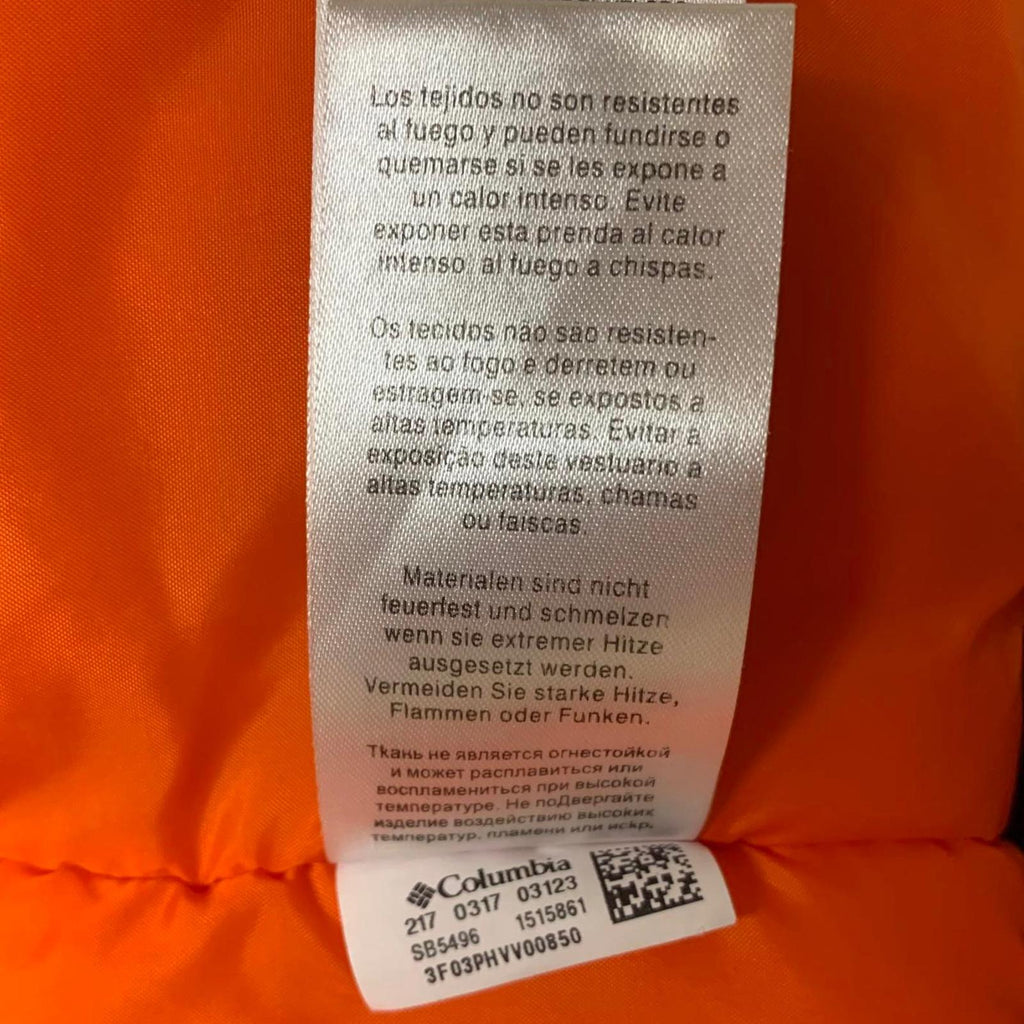 Los tejidos no son resistentes
al fuego y pueden fundirse o
quemarse si se les expone a
un calor intenso. Evite
exponer esta prenda al calor
intenso, al fuego a chispas.
Os tecidos não são resisten-
tes ao fogo e derretem ou
estragem-se, se expostos a
altas temperaturas. Evitar a
exposição deste vestuario a
altas temperaturas, chamas
ou faiscas.
Materialen sind nicht
feuerfest und schmelzen
wenn sie extremer Hitze
ausgesetzt werden.
Vermeiden Sie starke Hitze,
Flammen oder Funken.
Ткань не является огнестойкой
и может расплавиться или
воспламениться при высокой
температуре. Не поДвергайте
изделие воздействию высоких
температур, пламени или искр.
Columbia
217 0317 03123
SB5496 1515861
3F03PHVV00850